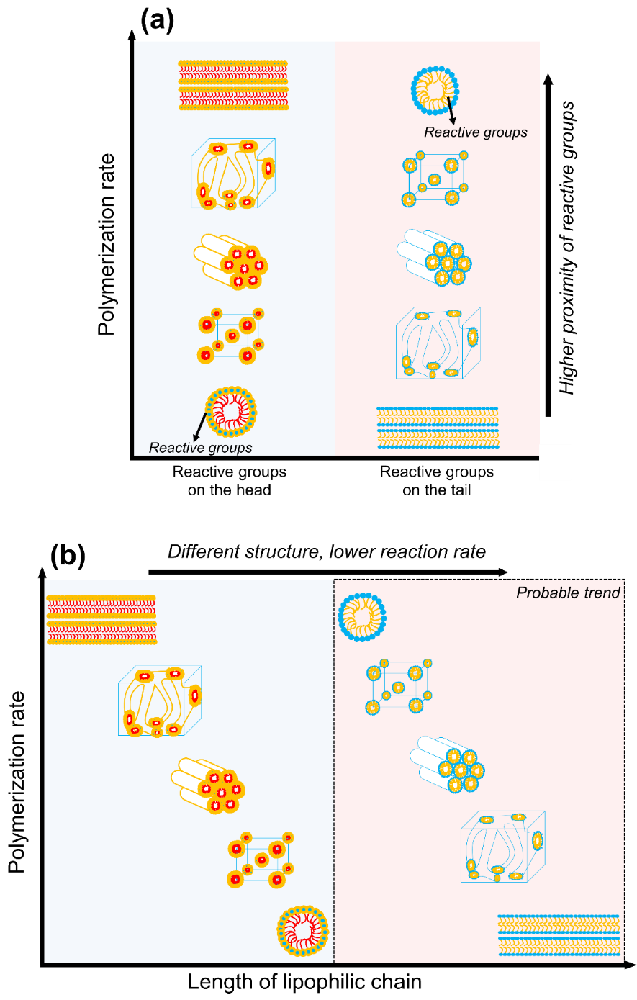 (a)
Polymerization rate
Reactive groups
Higher proximity of reactive groups
Reactive groups
Reactive groups
on the head
Reactive groups
on the tail
(b)
Different structure, lower reaction rate
Probable trend
Polymerization rate
Length of lipophilic chain